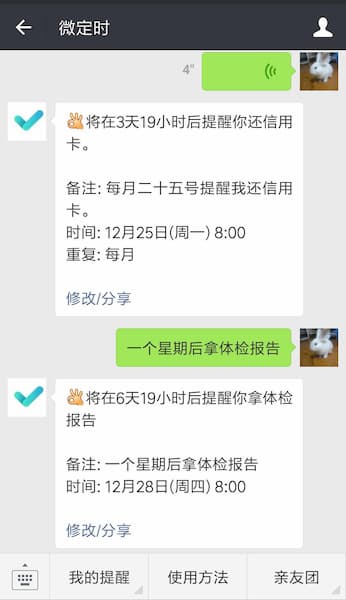 微定时
4"
将在3天19小时后提醒你还信用
卡。
备注: 每月二十五号提醒我还信用
卡。
时间: 12月25日(周一) 8:00
重复: 每月
修改/分享
一个星期后拿体检报告
将在6天19小时后提醒你拿体检
报告
备注: 一个星期后拿体检报告
时间: 12月28日(周四) 8:00
修改/分享
我的提醒
使用方法
亲友团